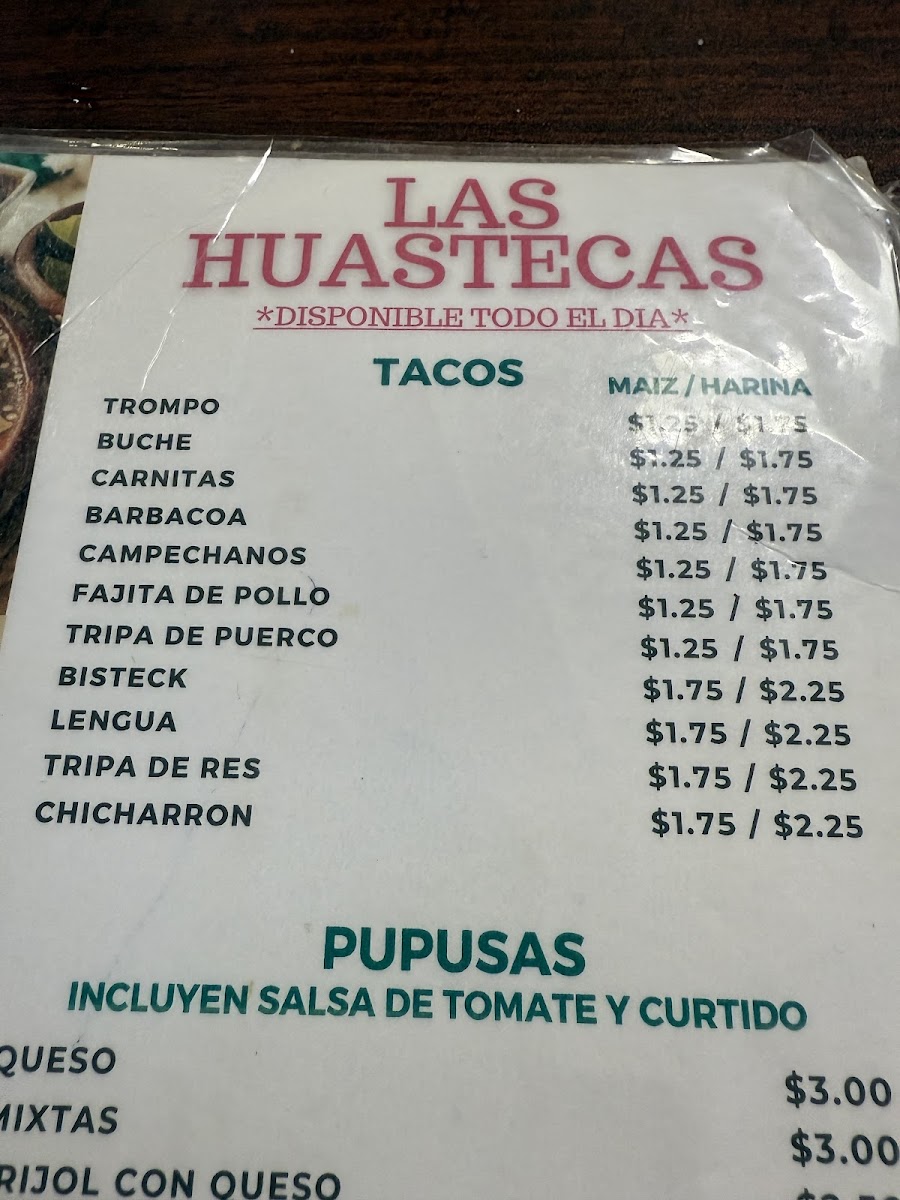 LAS
HUASTECAS
*DISPONIBLE TODO EL DIA*
TACOS
MAIZ / HARINA
TROMPO $1.25 / $1.75
BUCHE $1.25 / $1.75
CARNITAS $1.25 / $1.75
BARBACOA $1.25 / $1.75
CAMPECHANOS $1.25 / $1.75
FAJITA DE POLLO $1.25 / $1.75
TRIPA DE PUERCO $1.25 / $1.75
BISTECK $1.75 / $2.25
LENGUA $1.75 / $2.25
TRIPA DE RES $1.75 / $2.25
CHICHARRON $1.75 / $2.25
PUPUSAS
INCLUYEN SALSA DE TOMATE Y CURTIDO
QUESO $3.00
MIXTAS $3.00
RIJOL CON QUESO